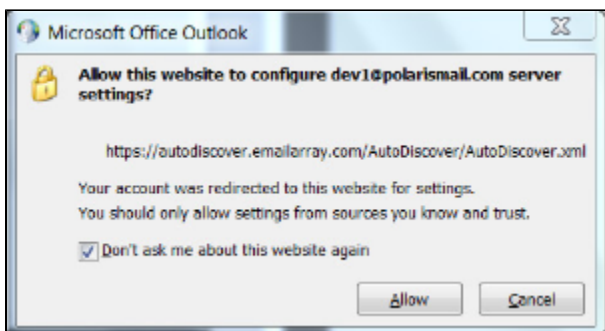 Microsoft Office Outlook
Allow this website to configure dev1@polarismail.com server
settings?
https://autodiscover.emailarray.com/AutoDiscover/AutoDiscover.xml
Your account was redirected to this website for settings.
You should only allow settings from sources you know and trust.
Don't ask me about this website again
Allow
Cancel